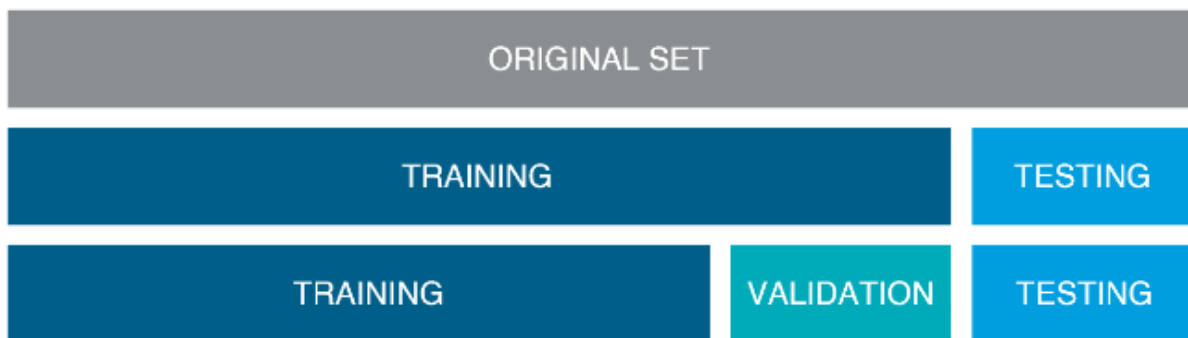 ORIGINAL SET
TRAINING TESTING
TRAINING VALIDATION TESTING